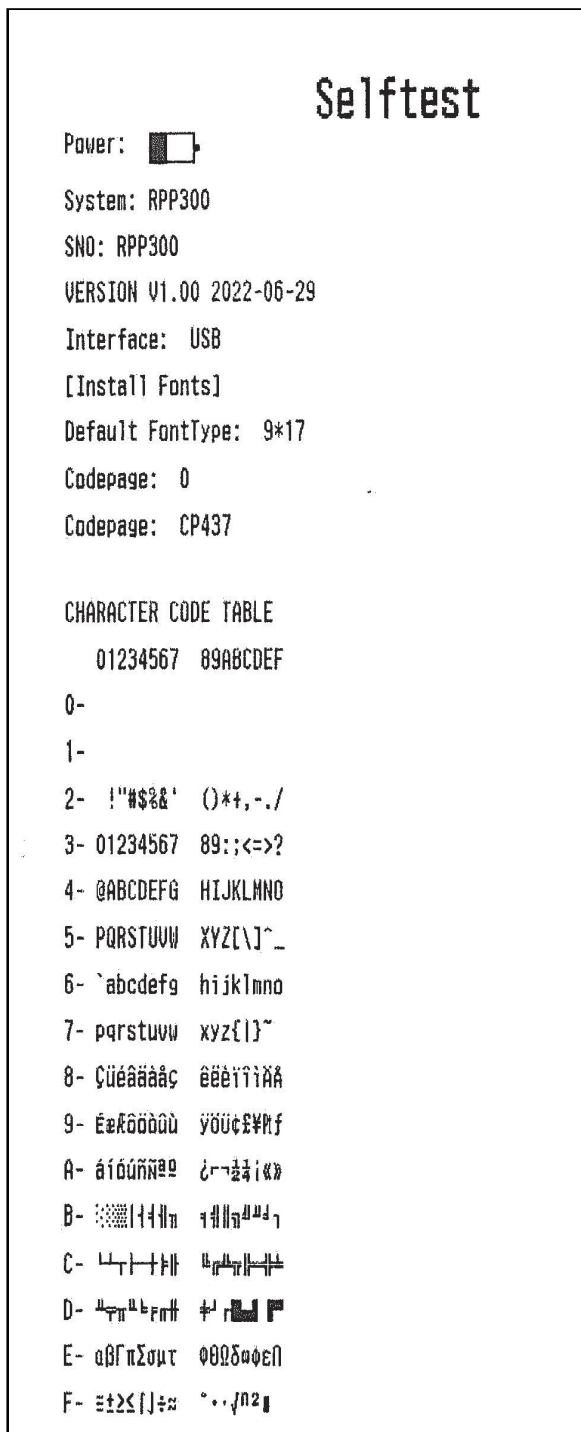 Selftest
Power:
System: RPP300
SNO: RPP300
VERSION V1.00 2022-06-29
Interface: USB
[Install Fonts]
Default FontType: 9*17
Codepage: 0
Codepage: CP437
CHARACTER CODE TABLE
01234567 89ABCDEF
0-
1-
2- !"#$%&' ()*+,-./
3- 01234567 89:;<=>?
4- @ABCDEFG HIJKLMNO
5- PQRSTUVW XYZ[\]^_
6- `abcdefg hijklmno
7- pqrstuvw xyz{|}~
8- Çüéâäàåç êëèïîìÄÅ
9- ÉæÆôöòûù ÿÖÜ¢£¥₧ƒ
A- áíóúñÑªº ¿⌐¬½¼¡«»
B- ░▒▓│┤╡╢╖ ╕╣║╗╝╜╛┐
C- └┴┬├─┼╞╟ ╚╔╩╦╠═╬╧
D- ╨╤╥╙╘╒╓╫ ╪┘┌█▄▌▐▀
E- αβΓπΣσµτ ΦΘΩδ∞φε∩
F- ≡±≥≤⌠⌡÷≈ °∙·√ⁿ²■